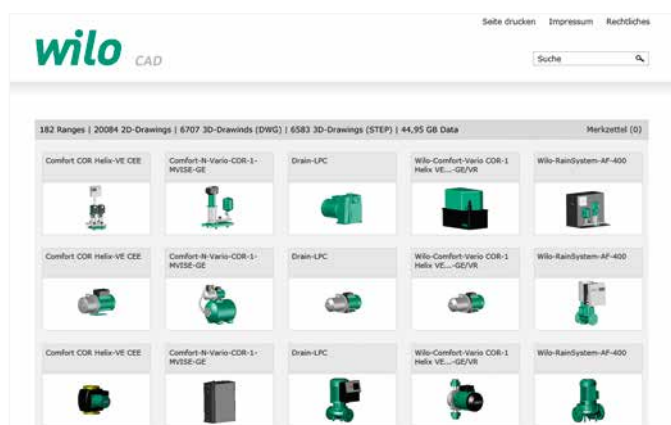 Seite drucken Impressum Rechtliches
wilo CAD
Suche
182 Ranges | 20084 2D-Drawings | 6707 3D-Drawinds (DWG) | 6583 3D-Drawings (STEP) | 44,95 GB Data Merkzettel (0)
Comfort COR Helix-VE CEE
Comfort-N-Vario-COR-1-
MVISE-GE
Drain-LPC
Wilo-Comfort-Vario COR-1
Helix VE...-GE/VR
Wilo-RainSystem-AF-400
Comfort COR Helix-VE CEE
Comfort-N-Vario-COR-1-
MVISE-GE
Drain-LPC
Wilo-Comfort-Vario COR-1
Helix VE...-GE/VR
Wilo-RainSystem-AF-400
Comfort COR Helix-VE CEE
Comfort-N-Vario-COR-1-
MVISE-GE
Drain-LPC
Wilo-Comfort-Vario COR-1
Helix VE...-GE/VR
Wilo-RainSystem-AF-400